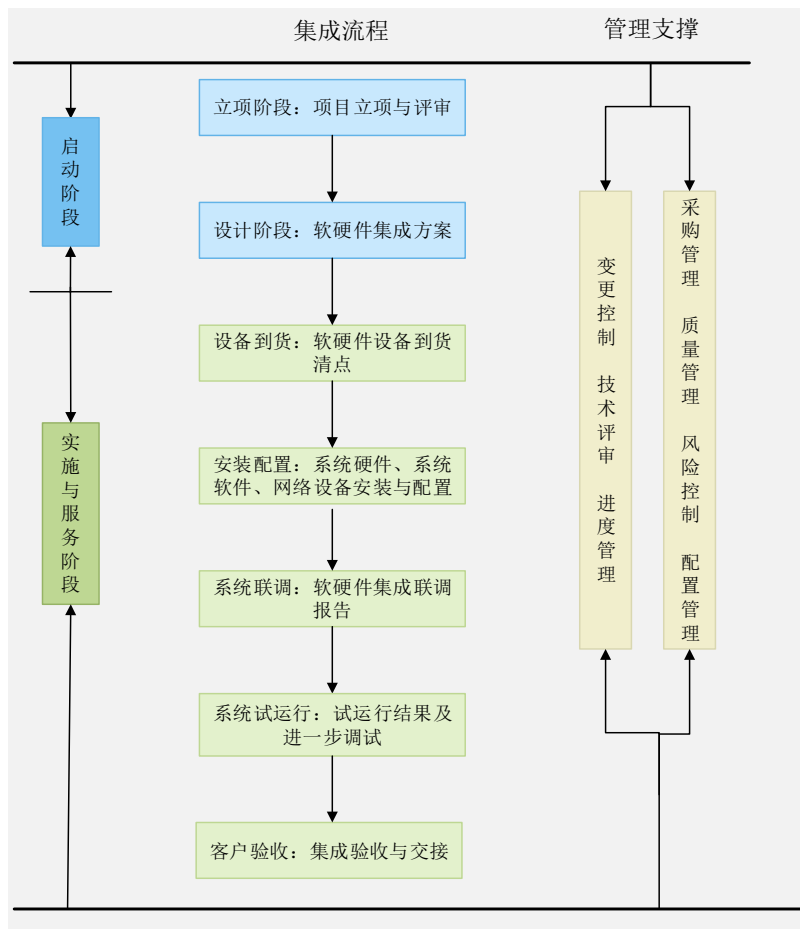 集成流程
管理支撑
启动阶段
实施与服务阶段
立项阶段：项目立项与评审
设计阶段：软硬件集成方案
设备到货：软硬件设备到货
清点
安装配置：系统硬件、系统
软件、网络设备安装与配置
系统联调：软硬件集成联调
报告
系统试运行：试运行结果及
进一步调试
客户验收：集成验收与交接
变更控制 技术评审 进度管理
采购管理 质量管理 风险控制 配置管理